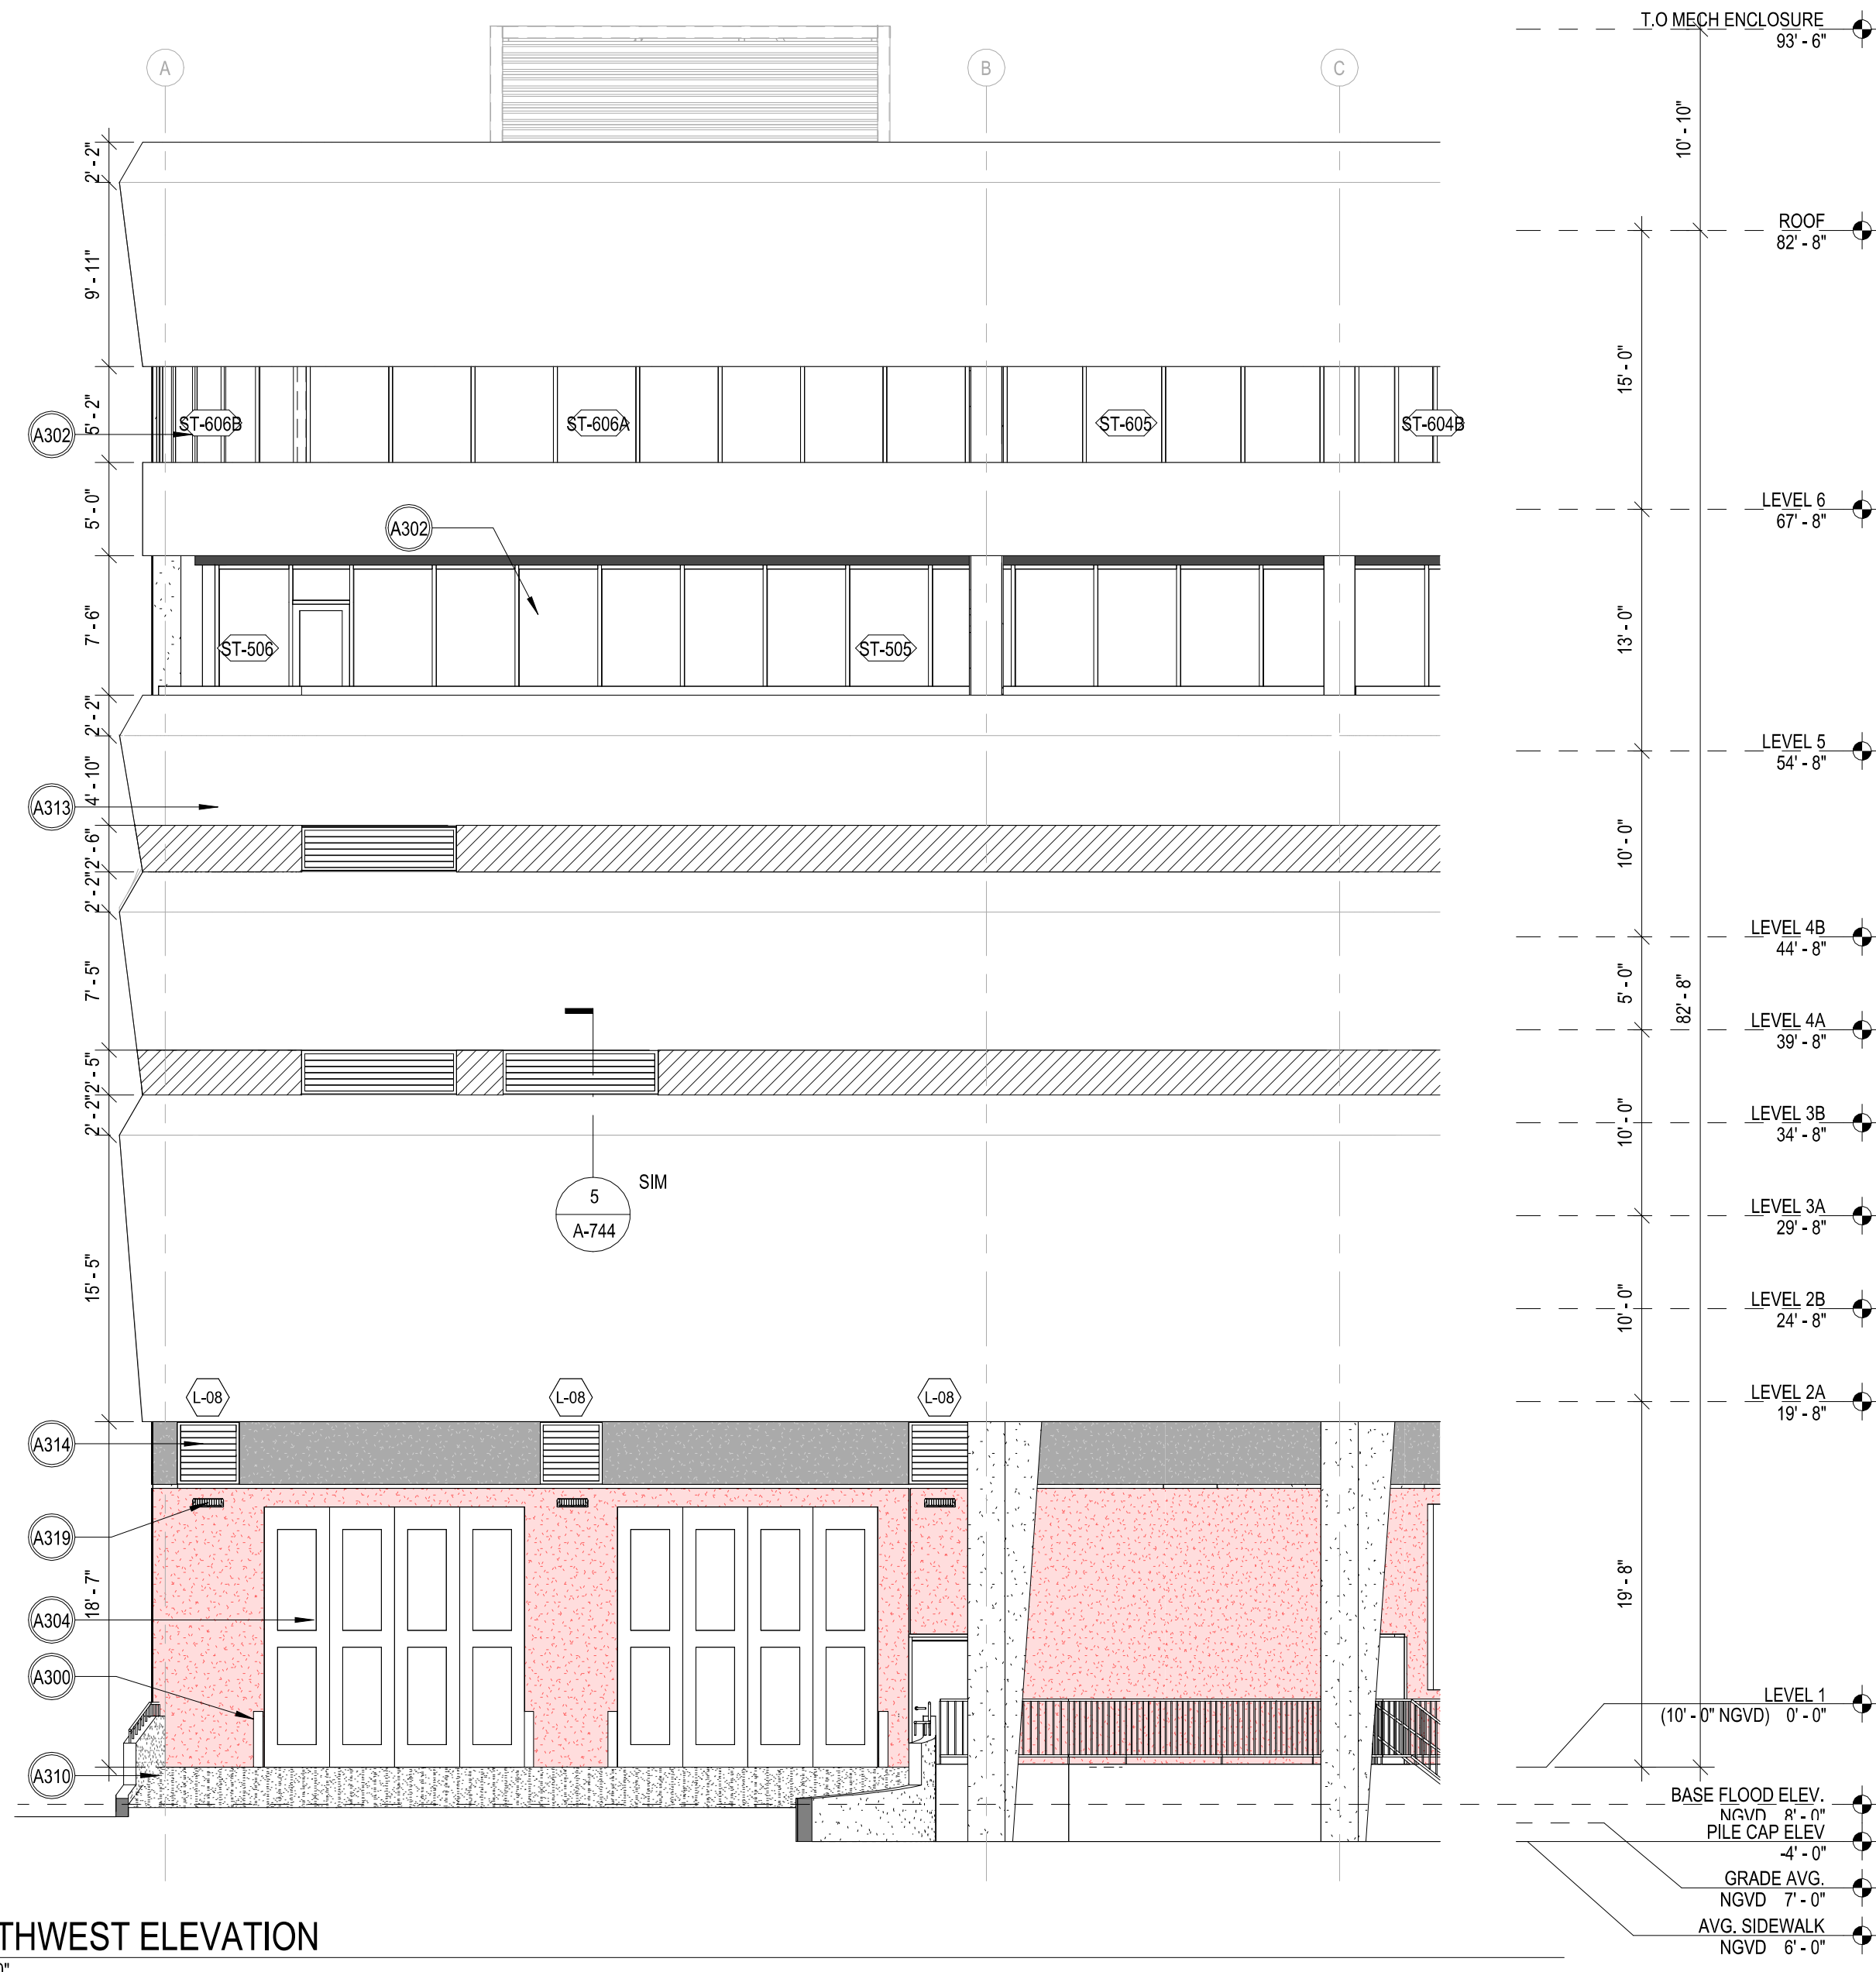 T.O MECH ENCLOSURE
93' - 6"
A
B
C
10' - 10"
2' - 2"
ROOF
82' - 8"
9' - 11"
15' - 0"
5' - 2"
A302
ST-606B
ST-606A
ST-605
ST-604B
5' - 0"
A302
LEVEL 6
67' - 8"
7' - 6"
13' - 0"
ST-506
ST-505
2' - 2"
LEVEL 5
54' - 8"
4' - 10"
A313
2' - 6"
10' - 0"
2' - 2"
LEVEL 4B
44' - 8"
7' - 5"
5' - 0"
82' - 8"
LEVEL 4A
39' - 8"
2' - 5"
2' - 2"
10' - 0"
LEVEL 3B
34' - 8"
SIM
5
A-744
LEVEL 3A
29' - 8"
15' - 5"
10' - 0"
LEVEL 2B
24' - 8"
L-08
L-08
L-08
LEVEL 2A
19' - 8"
A314
A319
18' - 7"
19' - 8"
A304
A300
LEVEL 1
(10' - 0" NGVD) 0' - 0"
A310
BASE FLOOD ELEV.
NGVD 8' - 0"
PILE CAP ELEV
-4' - 0"
GRADE AVG.
NGVD 7' - 0"
AVG. SIDEWALK
NGVD 6' - 0"
THWEST ELEVATION
0"